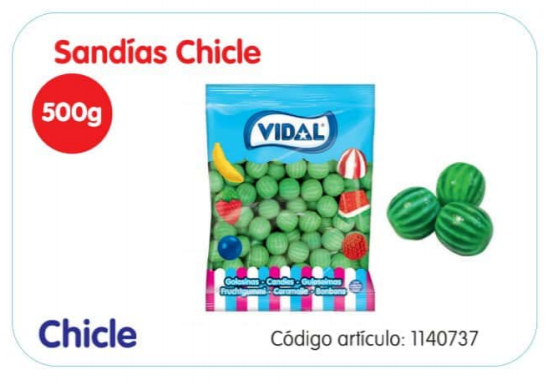 Sandías Chicle
500g
VIDAL
Golosinas - Candies - Guloseimas
Fruchtgummi - Caramelle - Bonbons
Chicle
Código artículo: 1140737